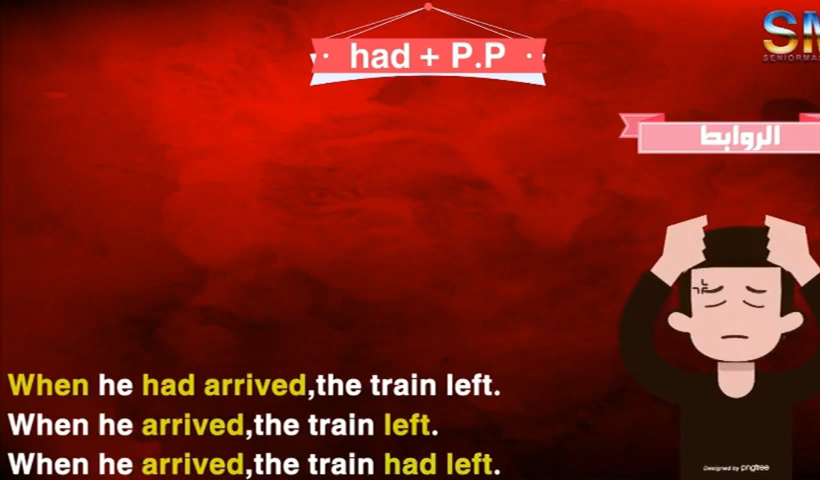 had + P.P
SM
الروابط
When he had arrived,the train left.
When he arrived,the train left.
When he arrived,the train had left.
Designed by pngtree